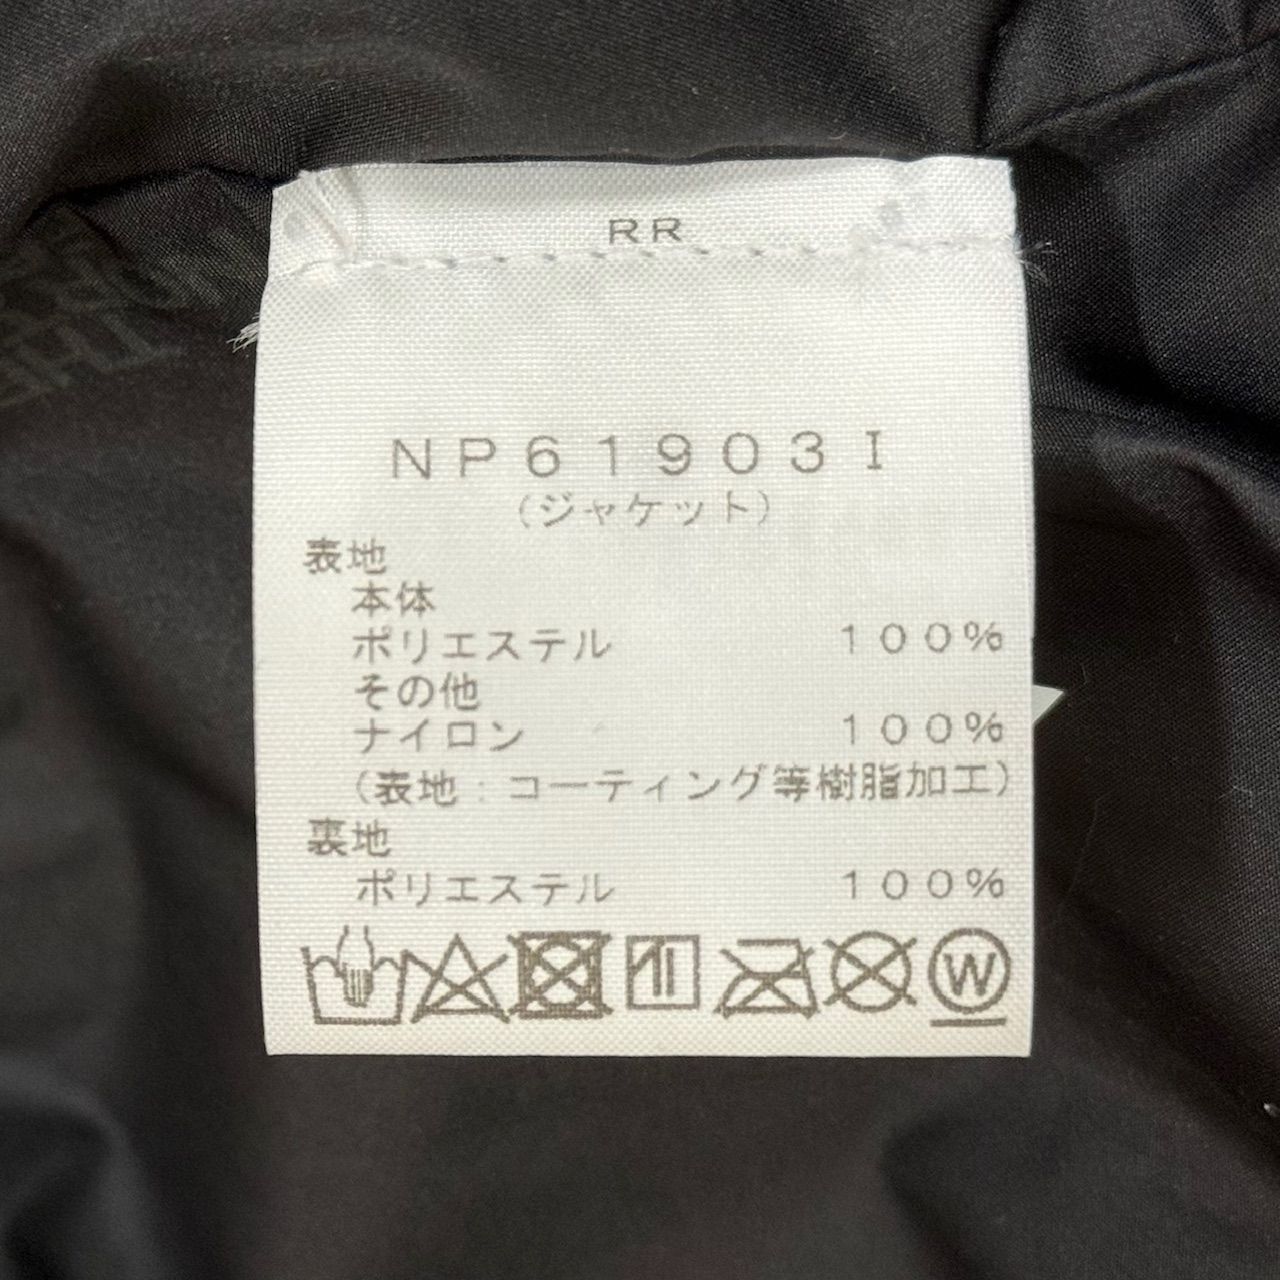 RR
NP61903I
(ジャケット)
表地
本体
ポリエステル 100%
その他
ナイロン 100%
(表地:コーティング等樹脂加工)
裏地
ポリエステル 100%
W